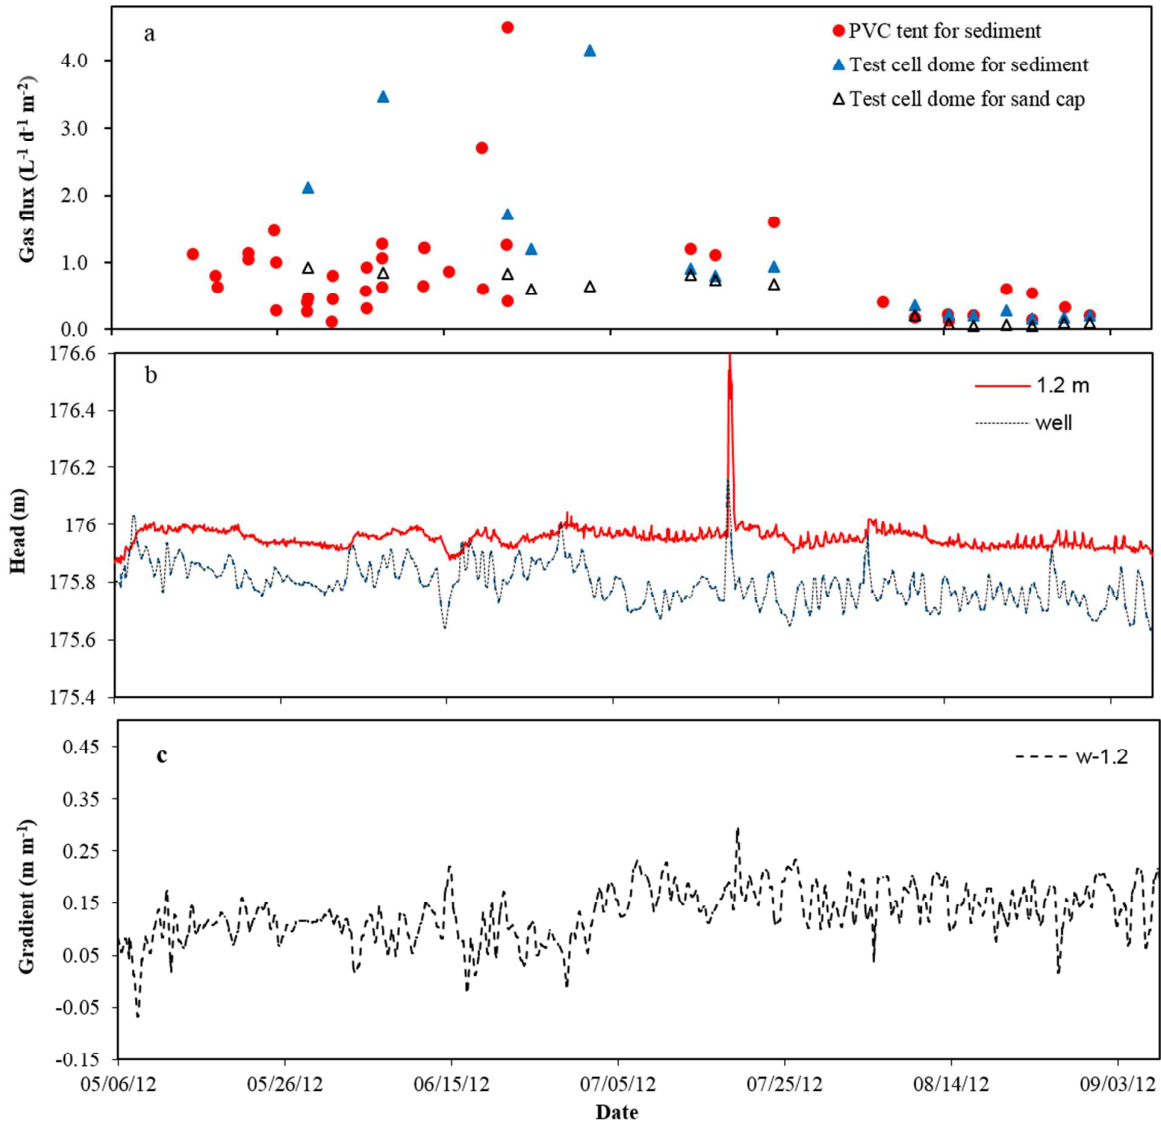 a
PVC tent for sediment
Test cell dome for sediment
Test cell dome for sand cap
Gas flux (L⁻¹ d⁻¹ m⁻²)
4.0
3.0
2.0
1.0
0.0
b
1.2 m
well
Head (m)
176.6
176.4
176.2
176
175.8
175.6
175.4
c
w-1.2
Gradient (m m⁻¹)
0.45
0.35
0.25
0.15
0.05
-0.05
-0.15
05/06/12 05/26/12 06/15/12 07/05/12 07/25/12 08/14/12 09/03/12
Date